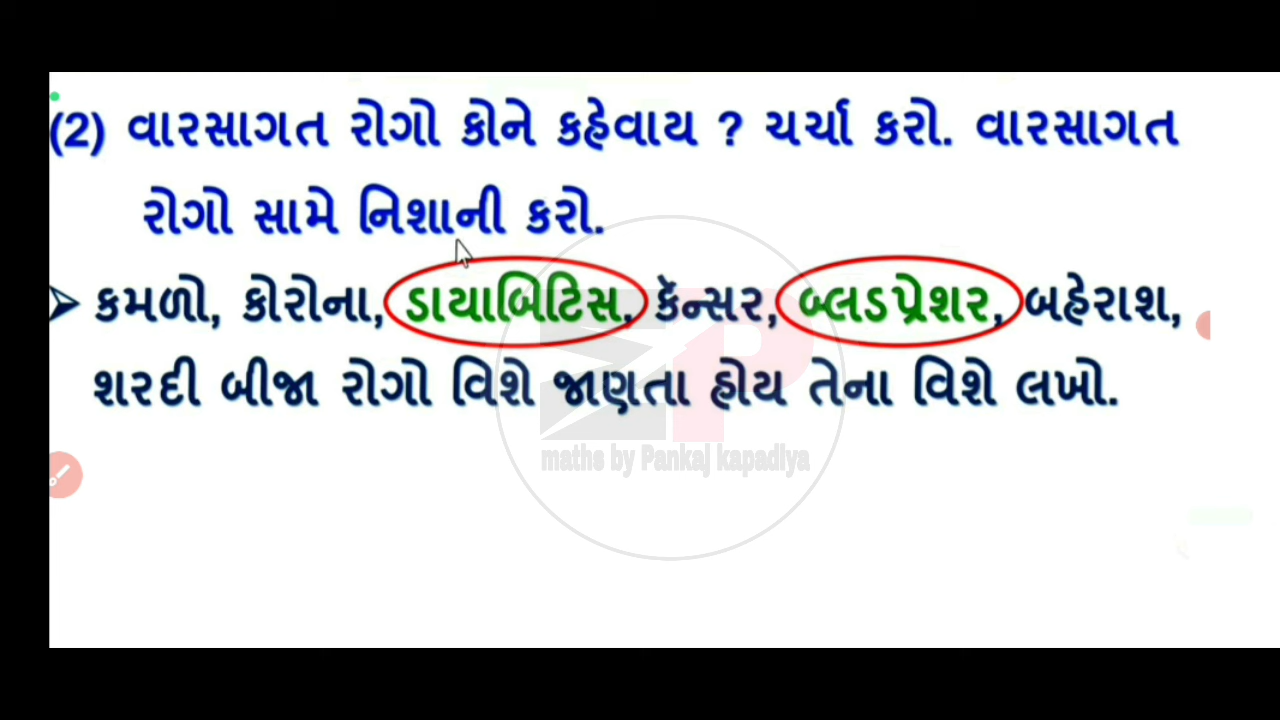 (2) વારસાગત રોગો કોને કહેવાય ? ચર્ચા કરો. વારસાગત
રોગો સામે નિશાની કરો.
➢ કમળો, કોરોના, ડાયાબિટિસ, કૅન્સર, બ્લડપ્રેશર, બહેરાશ,
શરદી બીજા રોગો વિશે જાણતા હોય તેના વિશે લખો.
maths by Pankaj kapadiya